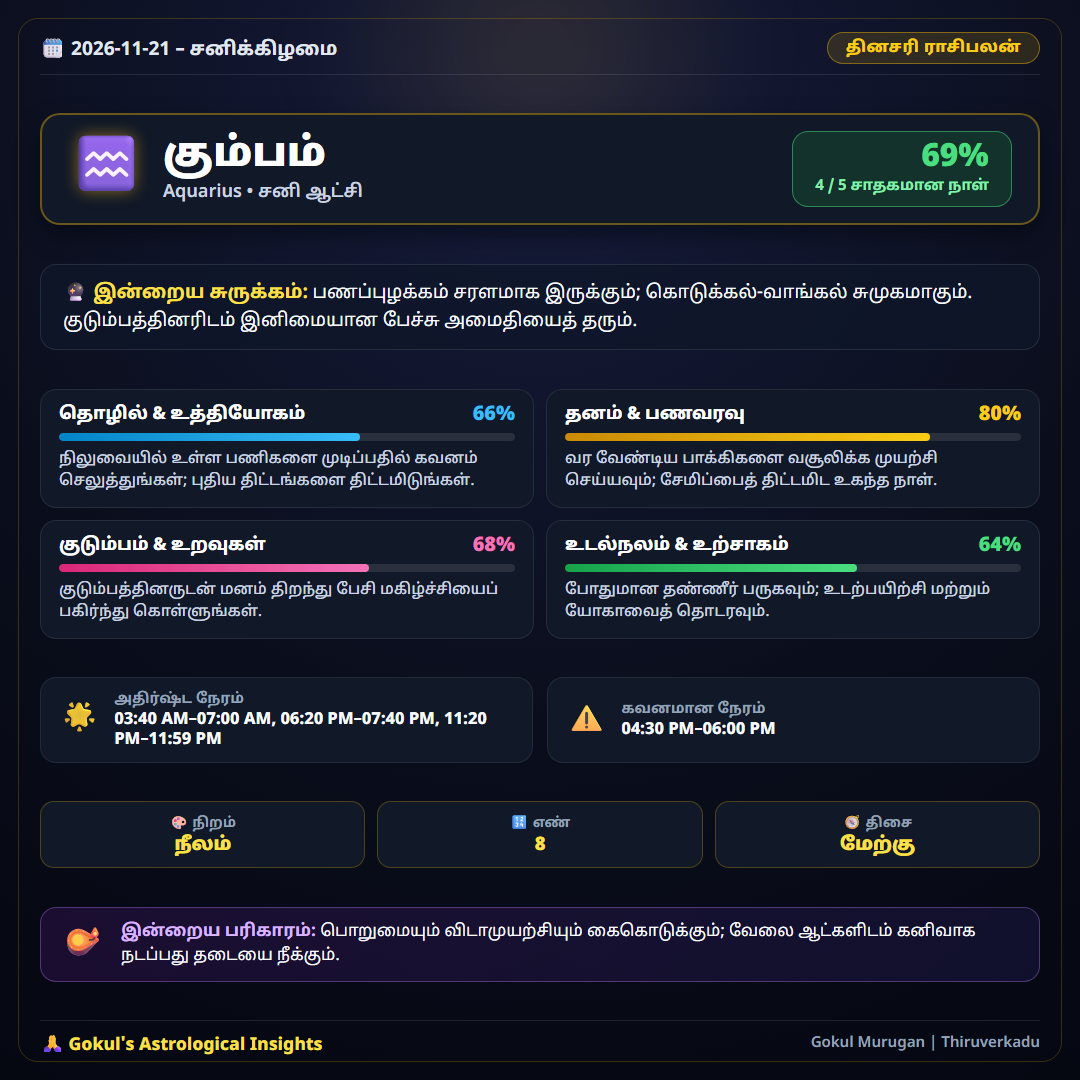 2026-11-21 – சனிக்கிழமை
தினசரி ராசிபலன்
கும்பம்
Aquarius • சனி ஆட்சி
69%
4 / 5 சாதகமான நாள்
இன்றைய சுருக்கம்: பணப்புழக்கம் சரளமாக இருக்கும்; கொடுக்கல்-வாங்கல் சுமுகமாகும்.
குடும்பத்தினரிடம் இனிமையான பேச்சு அமைதியைத் தரும்.
தொழில் & உத்தியோகம் 66%
நிலுவையில் உள்ள பணிகளை முடிப்பதில் கவனம்
செலுத்துங்கள்; புதிய திட்டங்களை திட்டமிடுங்கள்.
தனம் & பணவரவு 80%
வர வேண்டிய பாக்கிகளை வசூலிக்க முயற்சி
செய்யவும்; சேமிப்பைத் திட்டமிட உகந்த நாள்.
குடும்பம் & உறவுகள் 68%
குடும்பத்தினருடன் மனம் திறந்து பேசி மகிழ்ச்சியைப்
பகிர்ந்து கொள்ளுங்கள்.
உடல்நலம் & உற்சாகம் 64%
போதுமான தண்ணீர் பருகவும்; உடற்பயிற்சி மற்றும்
யோகாவைத் தொடரவும்.
அதிர்ஷ்ட நேரம்
03:40 AM–07:00 AM, 06:20 PM–07:40 PM, 11:20
PM–11:59 PM
கவனமான நேரம்
04:30 PM–06:00 PM
நிறம்
நீலம்
எண்
8
திசை
மேற்கு
இன்றைய பரிகாரம்: பொறுமையும் விடாமுயற்சியும் கைகொடுக்கும்; வேலை ஆட்களிடம் கனிவாக
நடப்பது தடையை நீக்கும்.
Gokul's Astrological Insights
Gokul Murugan | Thiruverkadu